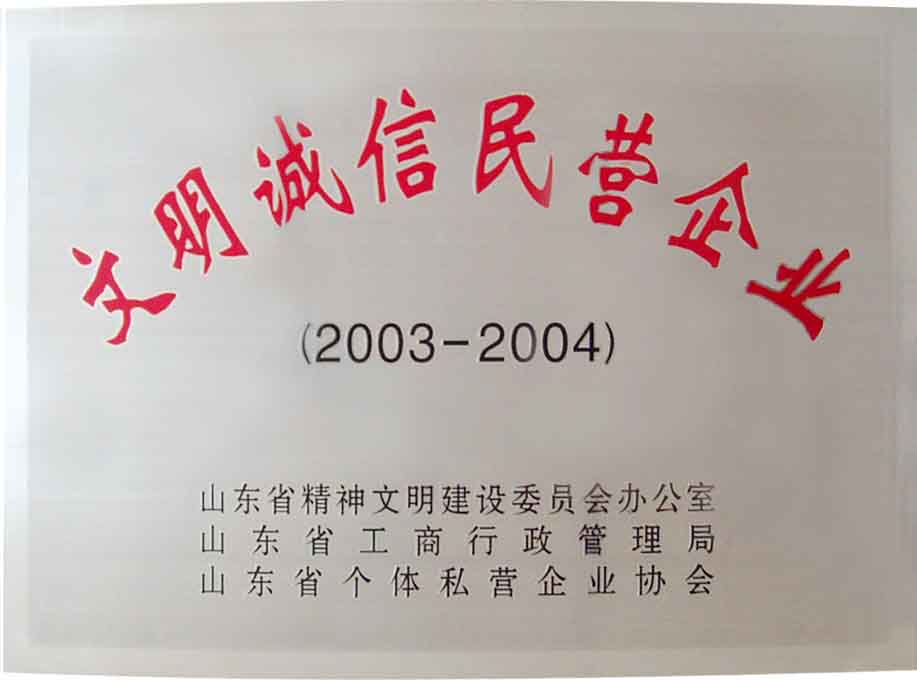 文明诚信民营企业
(2003-2004)
山东省精神文明建设委员会办公室
山东省工商行政管理局
山东省个体私营企业协会